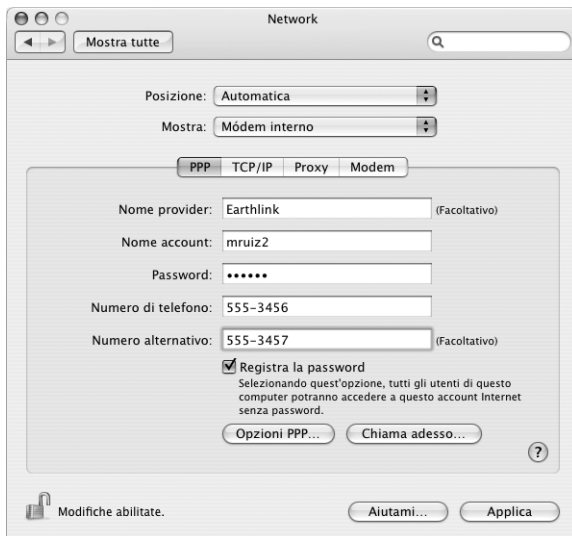 Network
Mostra tutte
Posizione: Automatica
Mostra: Módem interno
PPP TCP/IP Proxy Modem
Nome provider: Earthlink (Facoltativo)
Nome account: mruiz2
Password: ••••••
Numero di telefono: 555-3456
Numero alternativo: 555-3457 (Facoltativo)
Registra la password
Selezionando quest'opzione, tutti gli utenti di questo
computer potranno accedere a questo account Internet
senza password.
Opzioni PPP... Chiama adesso...
?
Modifiche abilitate. Aiutami... Applica